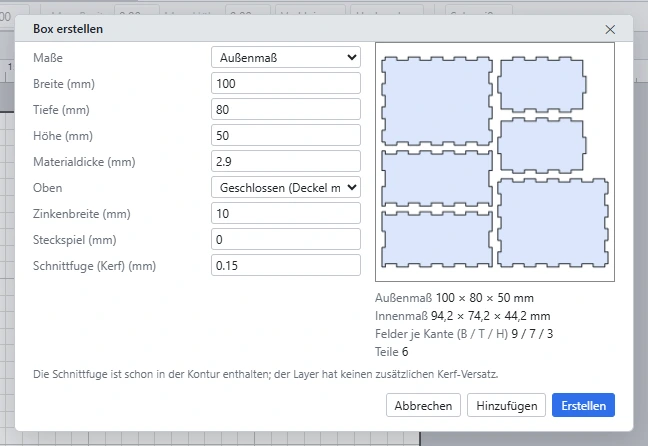 Box erstellen
Maße Außenmaß
Breite (mm) 100
Tiefe (mm) 80
Höhe (mm) 50
Materialdicke (mm) 2.9
Oben Geschlossen (Deckel m
Zinkenbreite (mm) 10
Steckspiel (mm) 0
Schnittfuge (Kerf) (mm) 0.15
Außenmaß 100 × 80 × 50 mm
Innenmaß 94,2 × 74,2 × 44,2 mm
Felder je Kante (B / T / H) 9 / 7 / 3
Teile 6
Die Schnittfuge ist schon in der Kontur enthalten; der Layer hat keinen zusätzlichen Kerf-Versatz.
Abbrechen Hinzufügen Erstellen